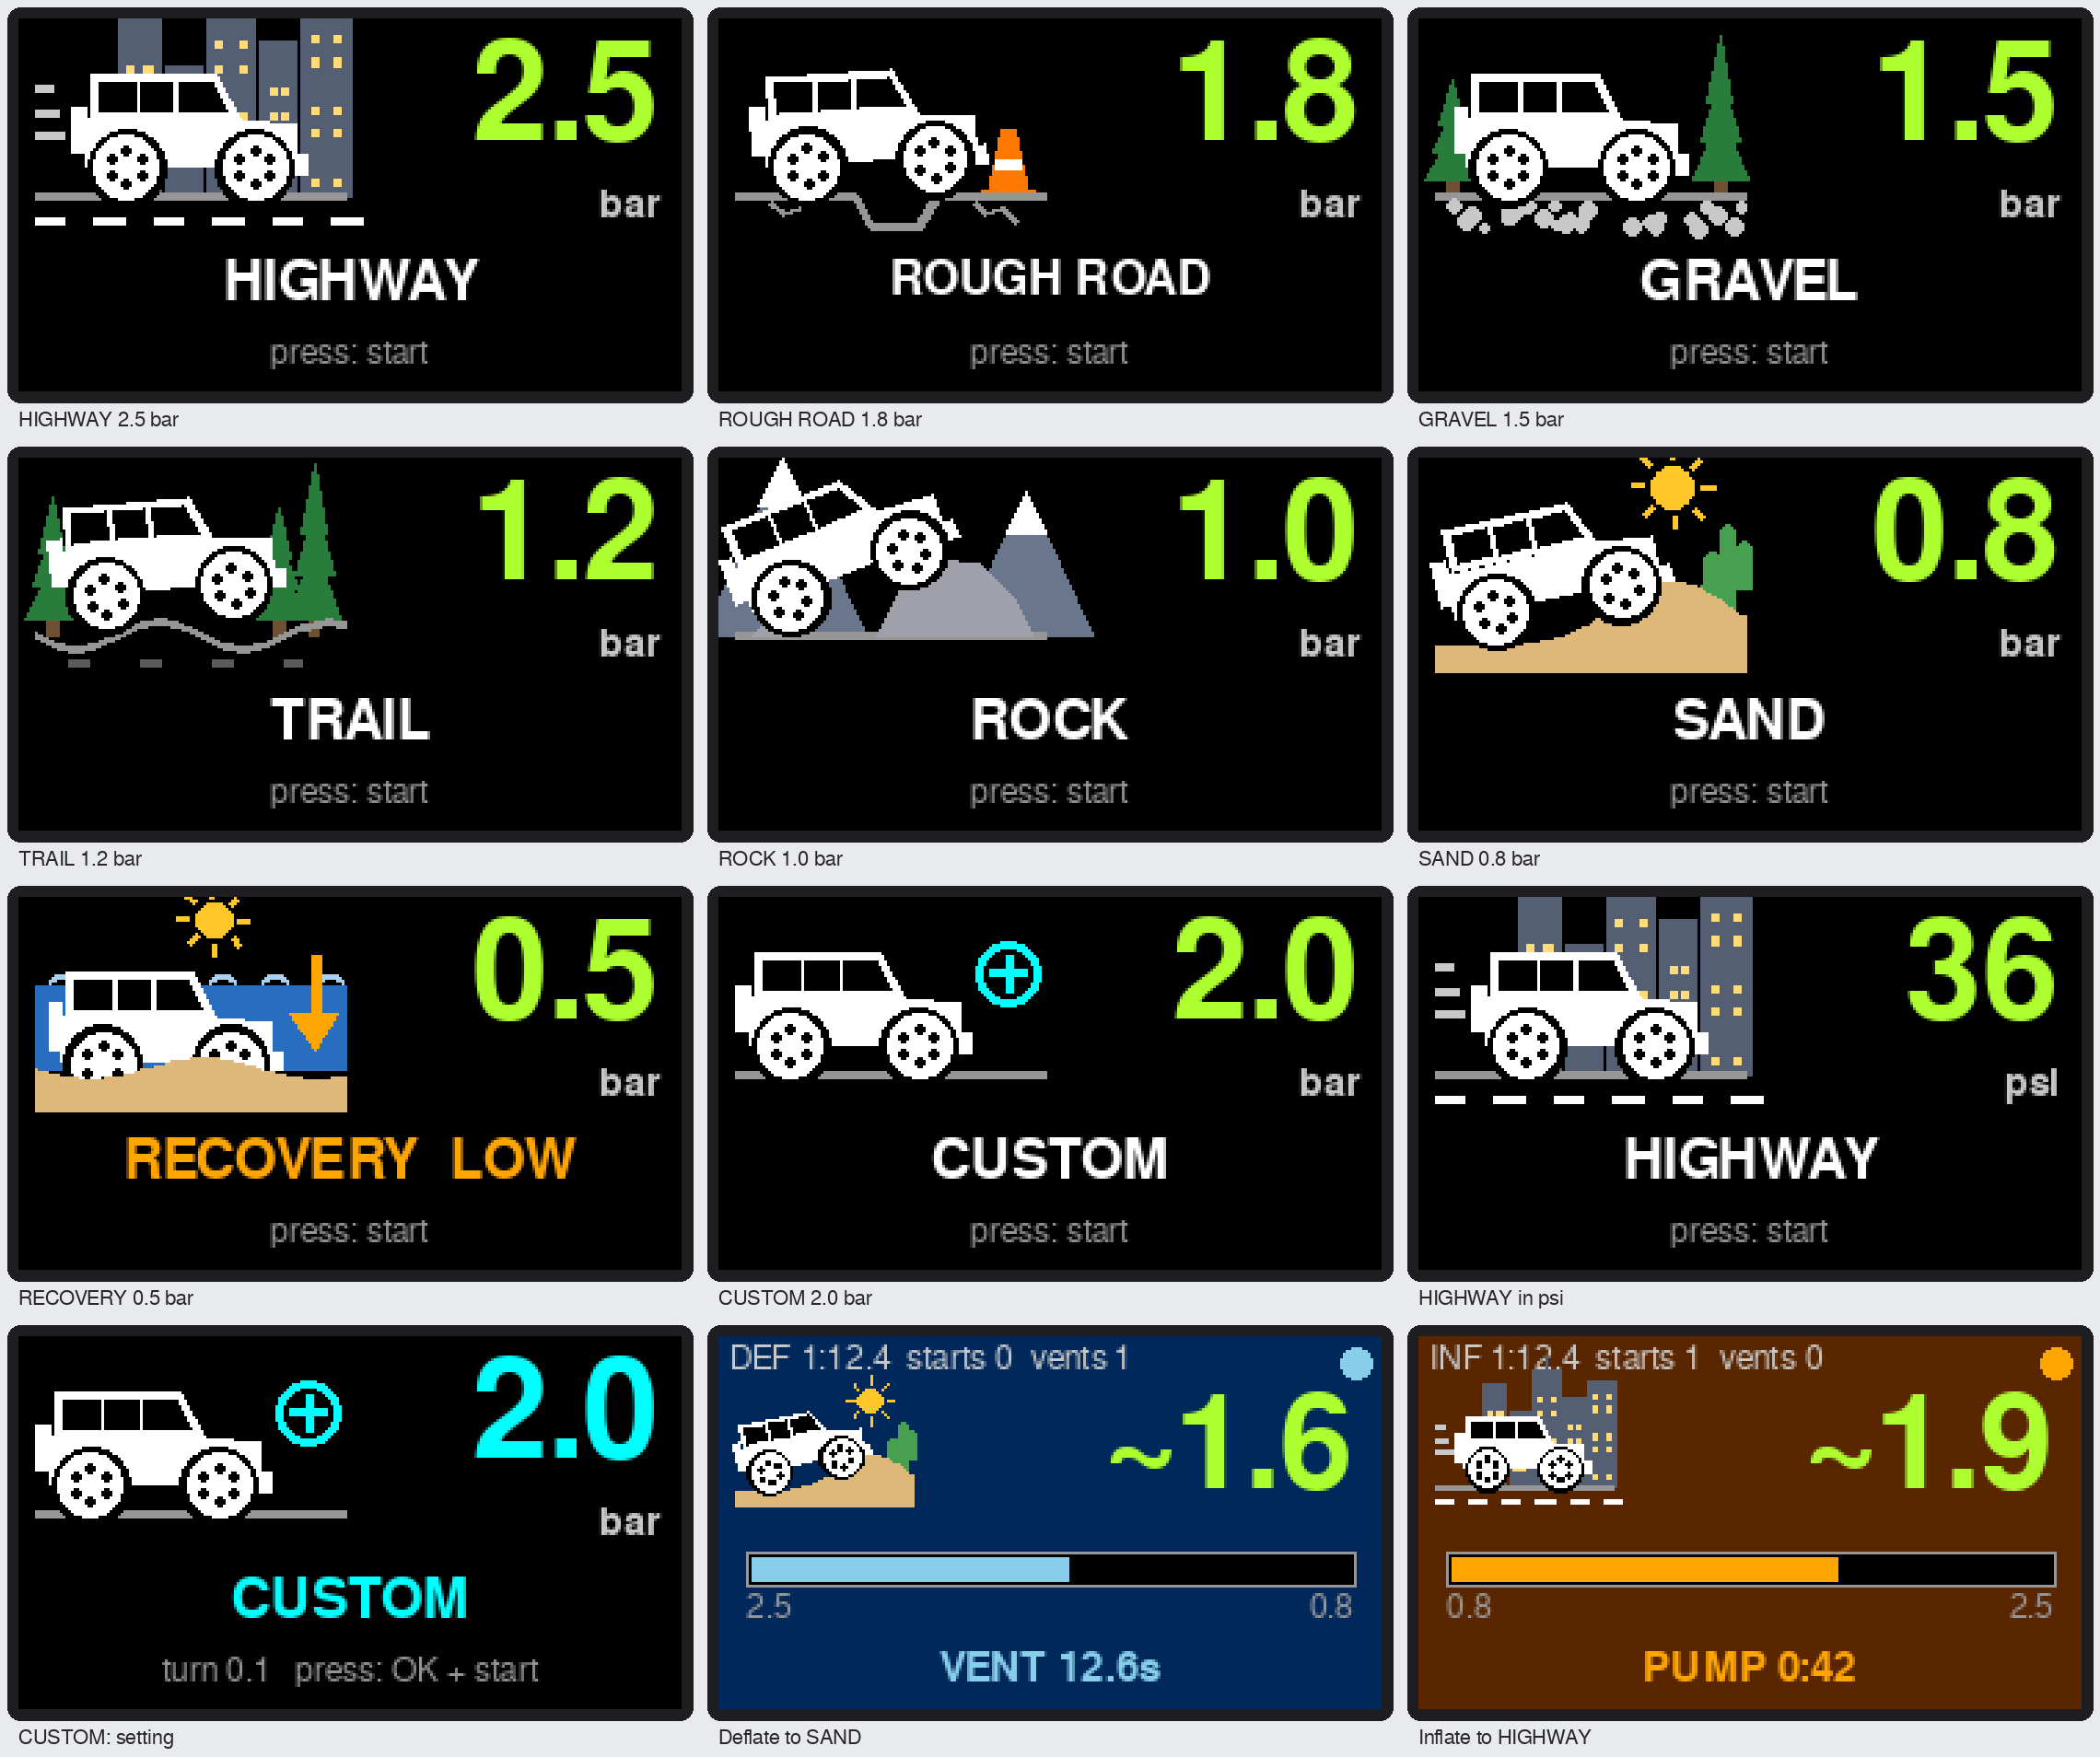 2.5
bar
HIGHWAY
press: start
HIGHWAY 2.5 bar
1.8
bar
ROUGH ROAD
press: start
ROUGH ROAD 1.8 bar
1.5
bar
GRAVEL
press: start
GRAVEL 1.5 bar
1.2
bar
TRAIL
press: start
TRAIL 1.2 bar
1.0
bar
ROCK
press: start
ROCK 1.0 bar
0.8
bar
SAND
press: start
SAND 0.8 bar
0.5
bar
RECOVERY LOW
press: start
RECOVERY 0.5 bar
2.0
bar
CUSTOM
press: start
CUSTOM 2.0 bar
36
psi
HIGHWAY
press: start
HIGHWAY in psi
2.0
bar
CUSTOM
turn 0.1 press: OK + start
CUSTOM: setting
DEF 1:12.4 starts 0 vents 1
~1.6
2.5 0.8
VENT 12.6s
Deflate to SAND
INF 1:12.4 starts 1 vents 0
~1.9
0.8 2.5
PUMP 0:42
Inflate to HIGHWAY